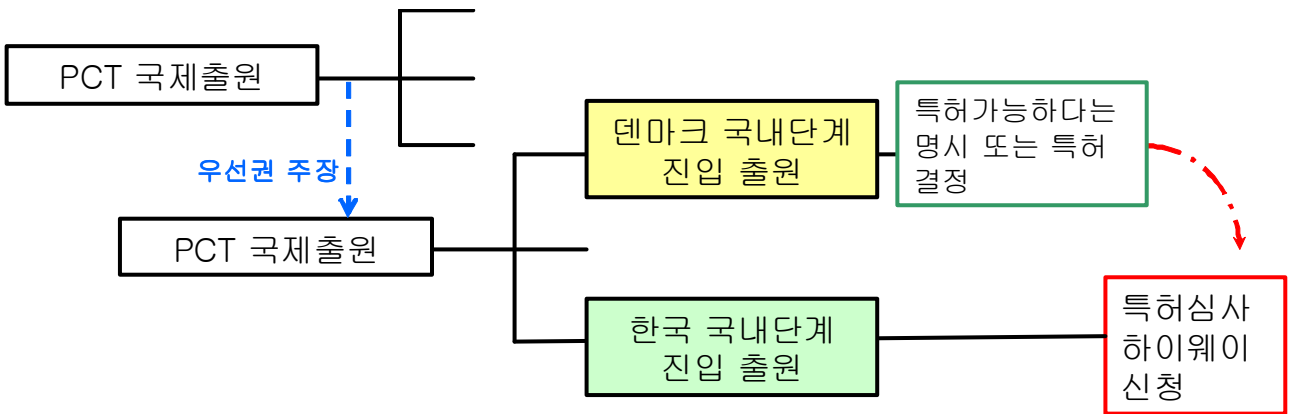 PCT 국제출원
우선권 주장
PCT 국제출원
덴마크 국내단계
진입 출원
특허가능하다는
명시 또는 특허
결정
한국 국내단계
진입 출원
특허심사
하이웨이
신청